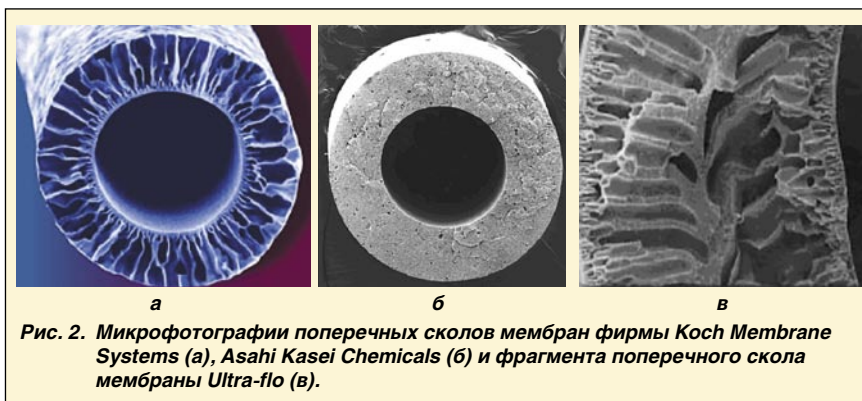 а б в
Рис. 2. Микрофотографии поперечных сколов мембран фирмы Koch Membrane
Systems (а), Asahi Kasei Chemicals (б) и фрагмента поперечного скола
мембраны Ultra-flo (в).